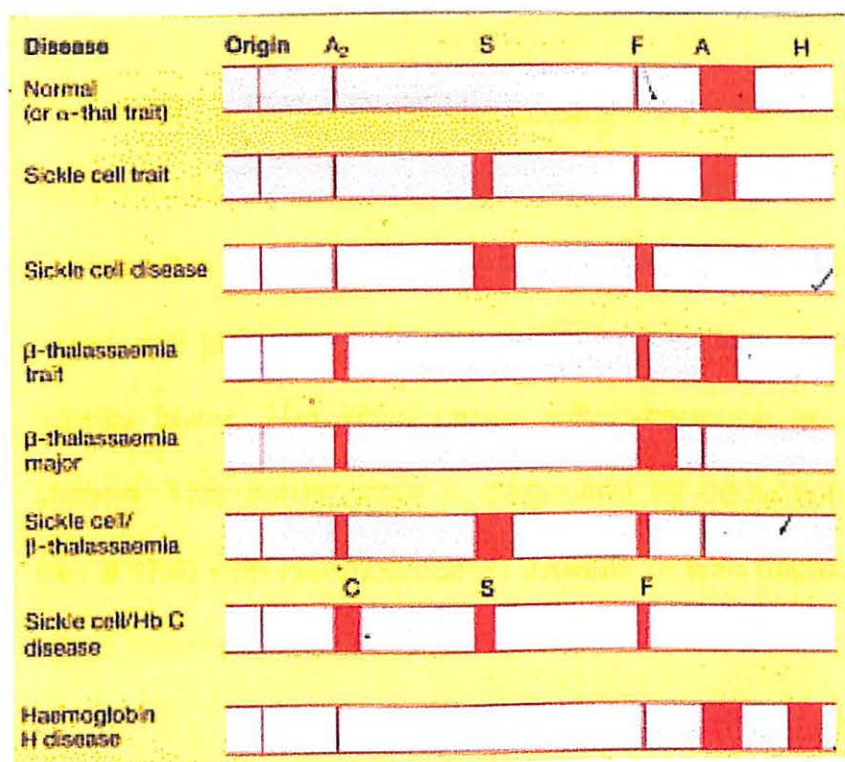 Disease Origin A₂ S F A H
Normal
(or α-thal trait)
Sickle cell trait
Sickle cell disease
β-thalassaemia
trait
β-thalassaemia
major
Sickle cell/
β-thalassaemia
C S F
Sickle cell/Hb C
disease
Haemoglobin
H disease